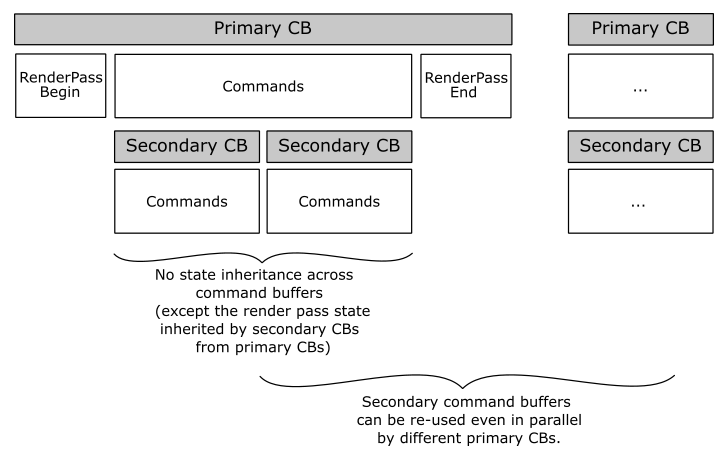 Primary CB
Primary CB
RenderPass
Begin
Commands
RenderPass
End
...
Secondary CB
Secondary CB
Secondary CB
Commands
Commands
...
No state inheritance across
command buffers
(except the render pass state
inherited by secondary CBs
from primary CBs)
Secondary command buffers
can be re-used even in parallel
by different primary CBs.